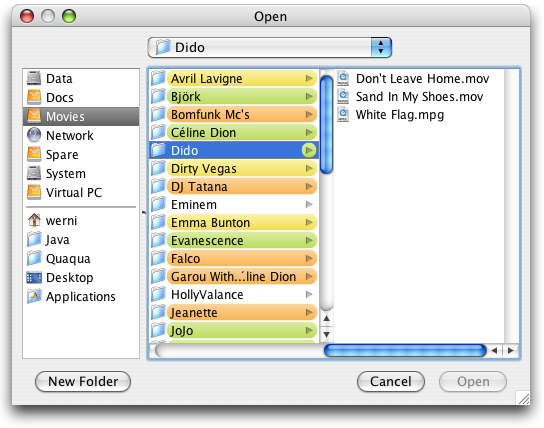 Open
Dido
Data
Docs
Movies
Network
Spare
System
Virtual PC
werni
Java
Quaqua
Desktop
Applications
Avril Lavigne
Björk
Bomfunk Mc's
Céline Dion
Dido
Dirty Vegas
DJ Tatana
Eminem
Emma Bunton
Evanescence
Falco
Garou With...line Dion
HollyValance
Jeanette
JoJo
Don't Leave Home.mov
Sand In My Shoes.mov
White Flag.mpg
New Folder
Cancel
Open